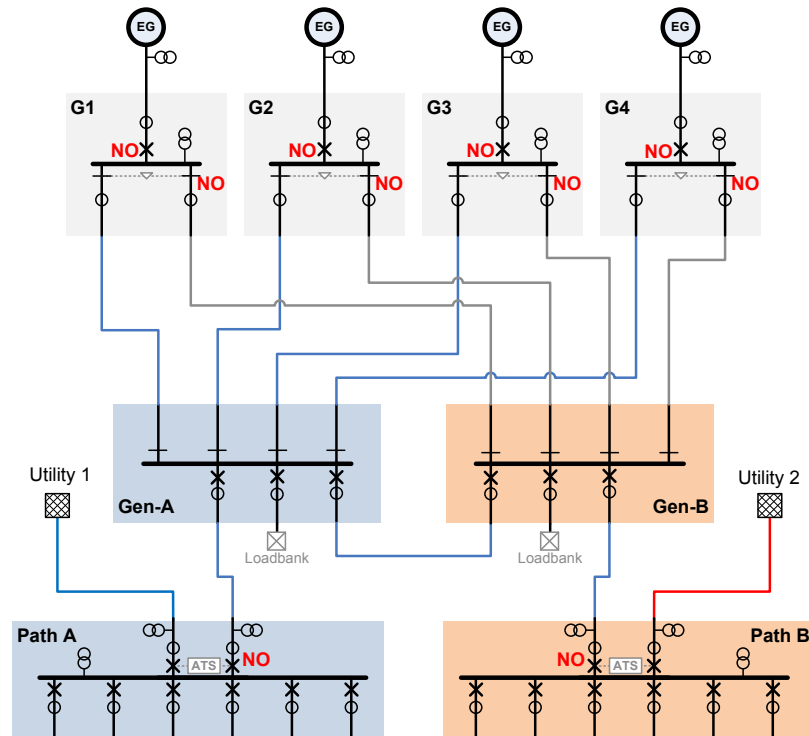 EG
EG
EG
EG
G1
G2
G3
G4
NO
NO
NO
NO
NO
NO
NO
NO
Utility 1
Utility 2
Gen-A
Gen-B
Loadbank
Loadbank
Path A
Path B
ATS
NO
NO
ATS